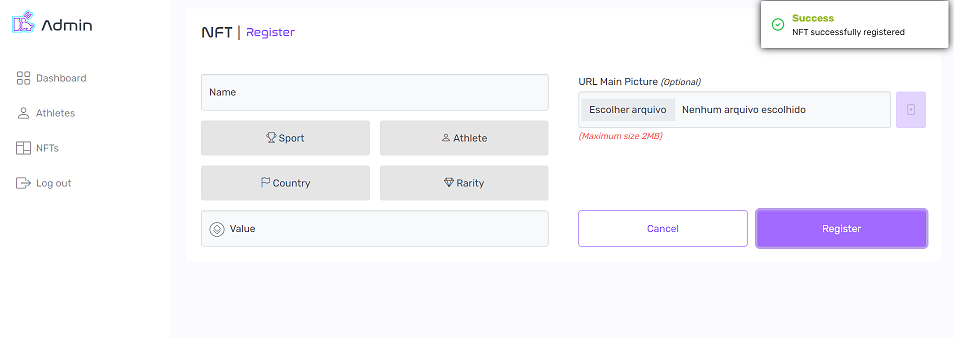 Admin
Dashboard
Athletes
NFTs
Log out
NFT | Register
Success
NFT successfully registered
Name
Sport
Athlete
Country
Rarity
Value
URL Main Picture (Optional)
Escolher arquivo Nenhum arquivo escolhido
(Maximum size 2MB)
Cancel
Register